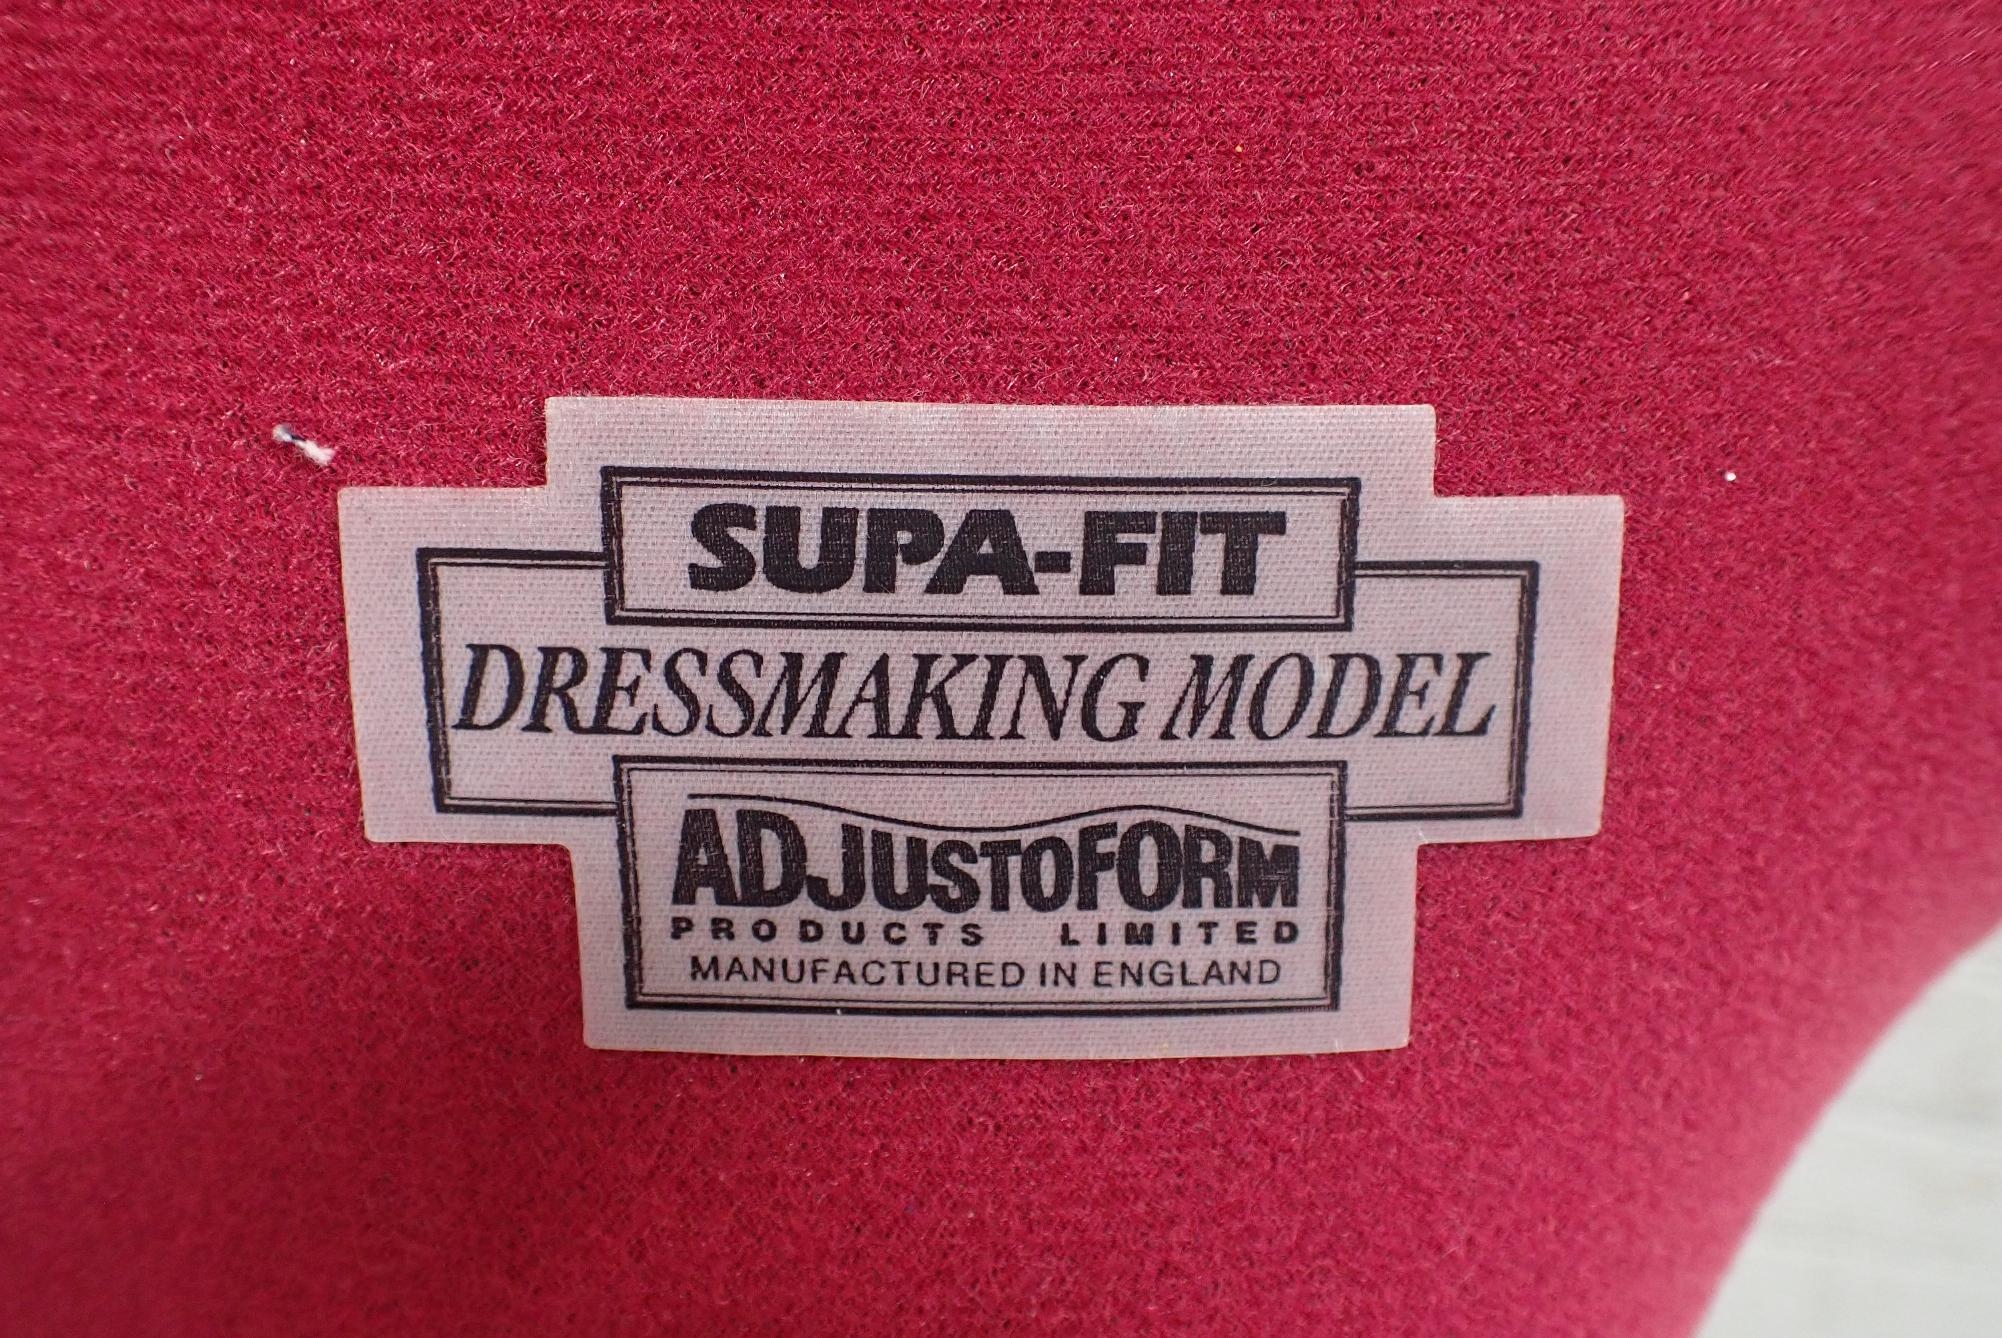 SUPA-FIT
DRESSMAKING MODEL
ADJUSTOFORM
PRODUCTS LIMITED
MANUFACTURED IN ENGLAND